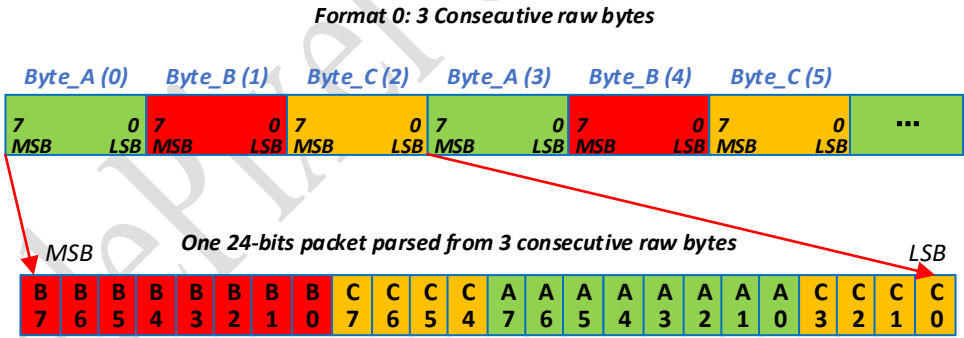 Format 0: 3 Consecutive raw bytes
Byte_A (0) Byte_B (1) Byte_C (2) Byte_A (3) Byte_B (4) Byte_C (5)
7 0 7 0 7 0 7 0 7 0 7 0 ...
MSB LSB MSB LSB MSB LSB MSB LSB MSB LSB MSB LSB
MSB One 24-bits packet parsed from 3 consecutive raw bytes LSB
B B B B B B B B C C C C A A A A A A A A C C C C
7 6 5 4 3 2 1 0 7 6 5 4 7 6 5 4 3 2 1 0 3 2 1 0